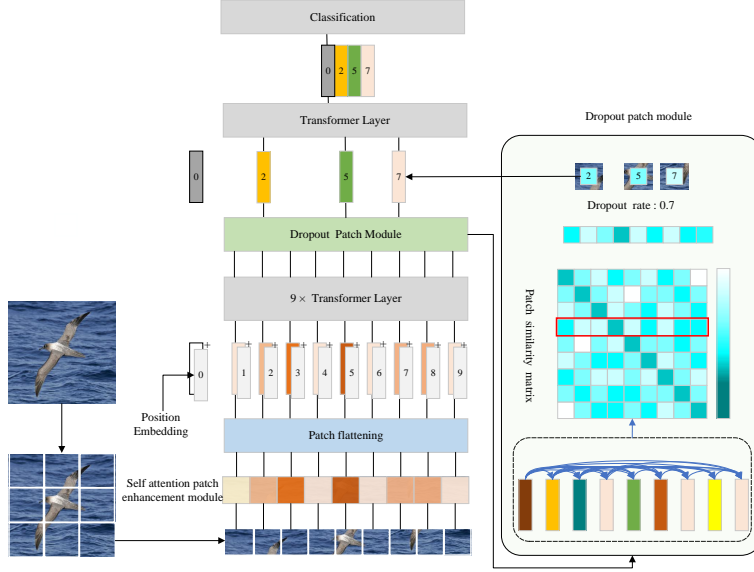 Classification
0 2 5 7
Transformer Layer
Dropout patch module
0 2 5 7
2 5 7
Dropout rate : 0.7
Dropout Patch Module
9 × Transformer Layer
Patch similarity matrix
0 1 2 3 4 5 6 7 8 9
+ + + + + + + + + +
Position
Embedding
Patch flattening
Self attention patch
enhancement module